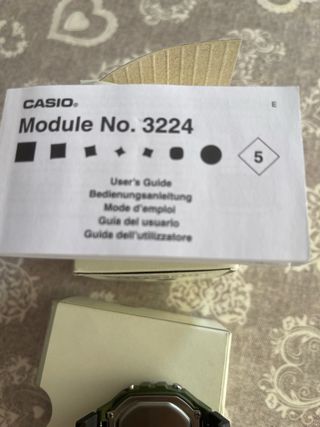 CASIO®
E
Module No. 3224
5
User's Guide
Bedienungsanleitung
Mode d'emploi
Guía del usuario
Guida dell'utilizzatore